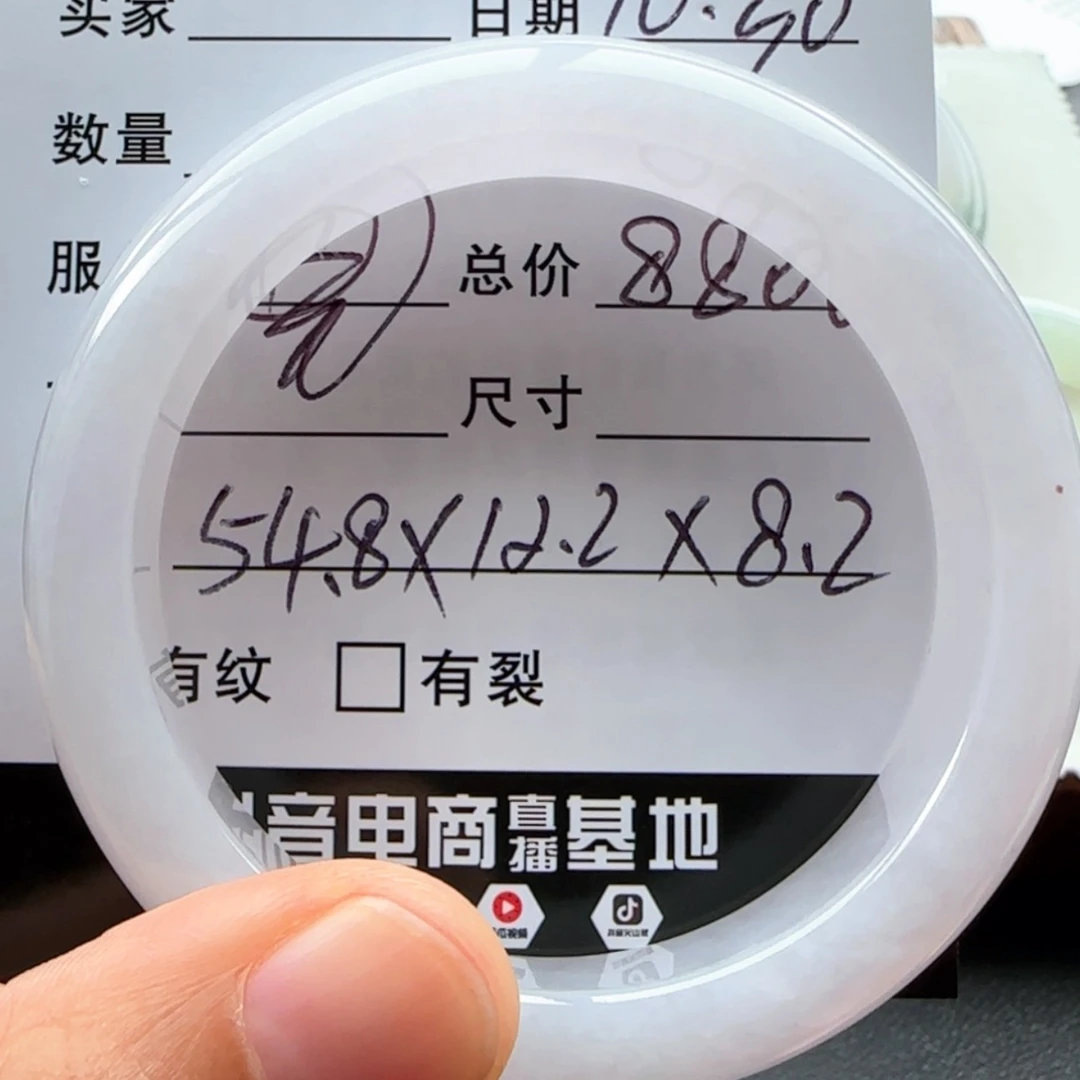 买家 日期 10.
数量
服 总价 880
尺寸
54.8X12.2X8.2
有纹 □有裂
音电商直播基地